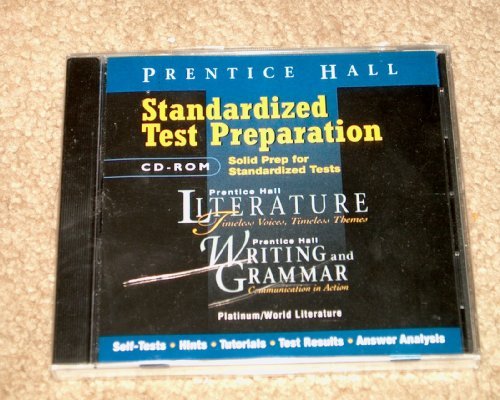 PRENTICE HALL
Standardized
Test Preparation
CD-ROM
Solid Prep for
Standardized Tests
Prentice Hall
LITERATURE
Timeless Voices, Timeless Themes
Prentice Hall
WRITING and
GRAMMAR
Communication in Action
Platinum/World Literature
Self-Tests • Hints • Tutorials • Test Results • Answer Analysis